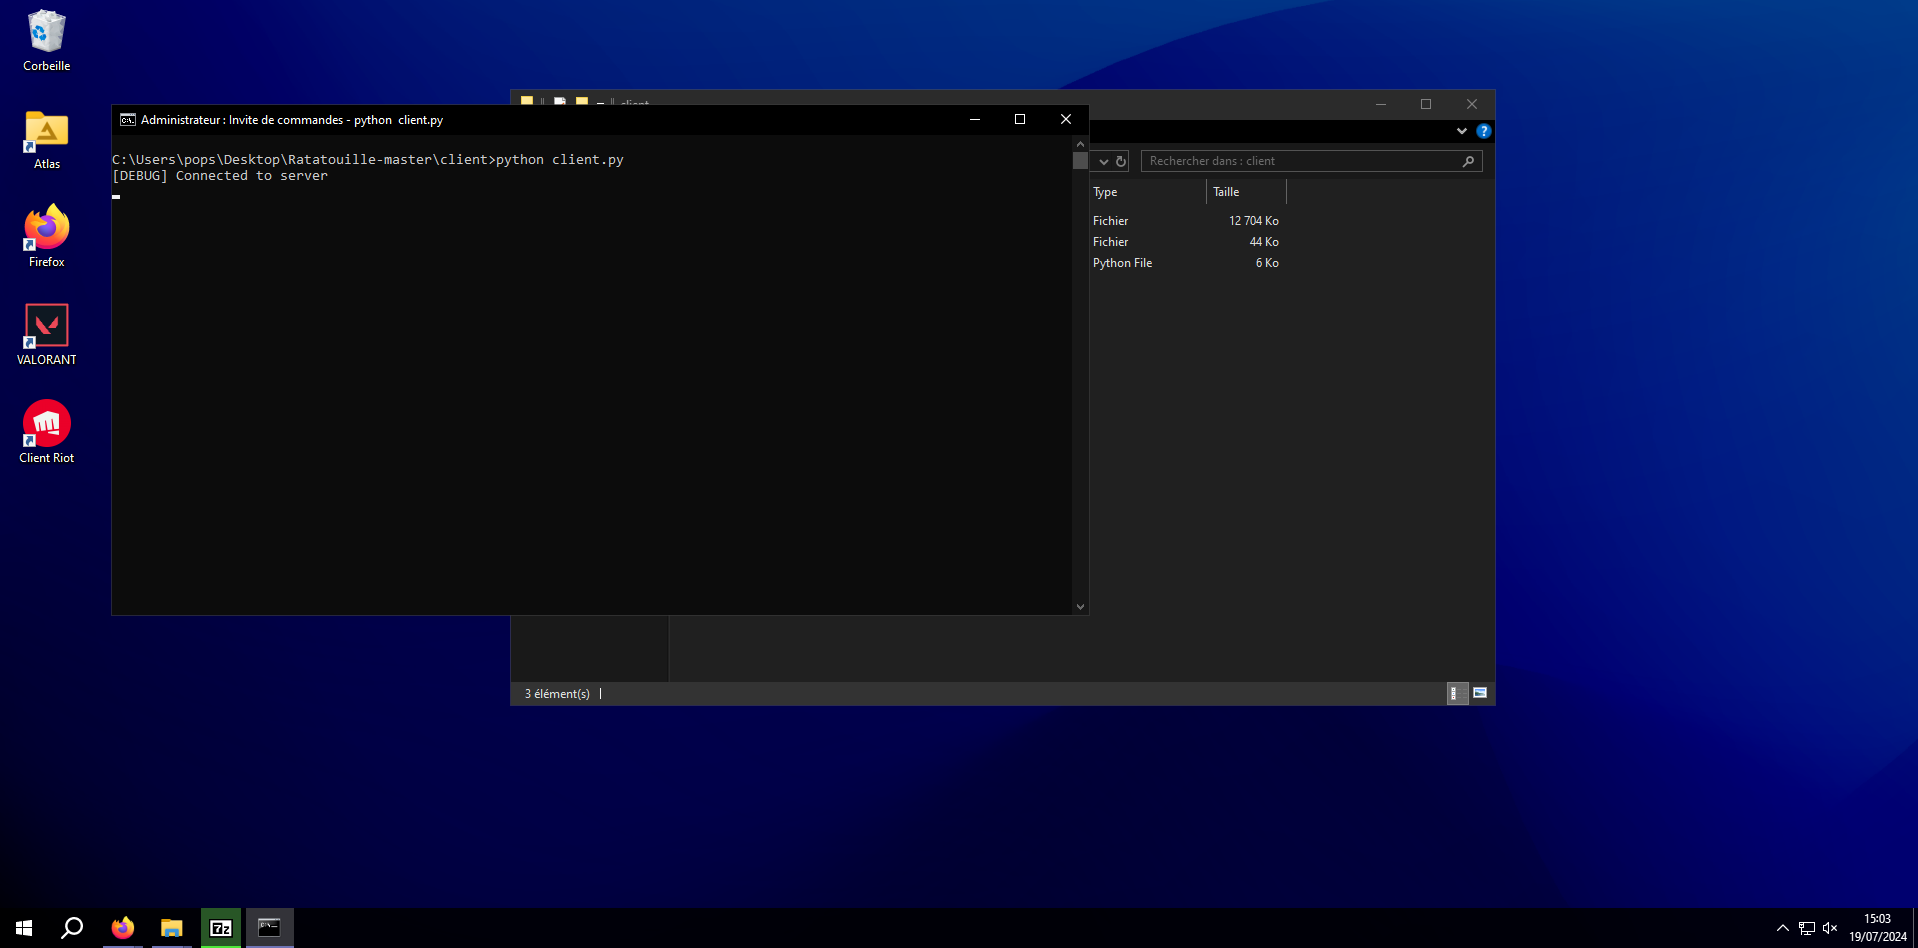 Corbeille
Atlas
Firefox
VALORANT
Client Riot
client
Administrateur : Invite de commandes - python  client.py
C:\Users\pops\Desktop\Ratatouille-master\client>python client.py
[DEBUG] Connected to server
Rechercher dans : client
Type Taille
Fichier 12 704 Ko
Fichier 44 Ko
Python File 6 Ko
3 élément(s)
15:03
19/07/2024